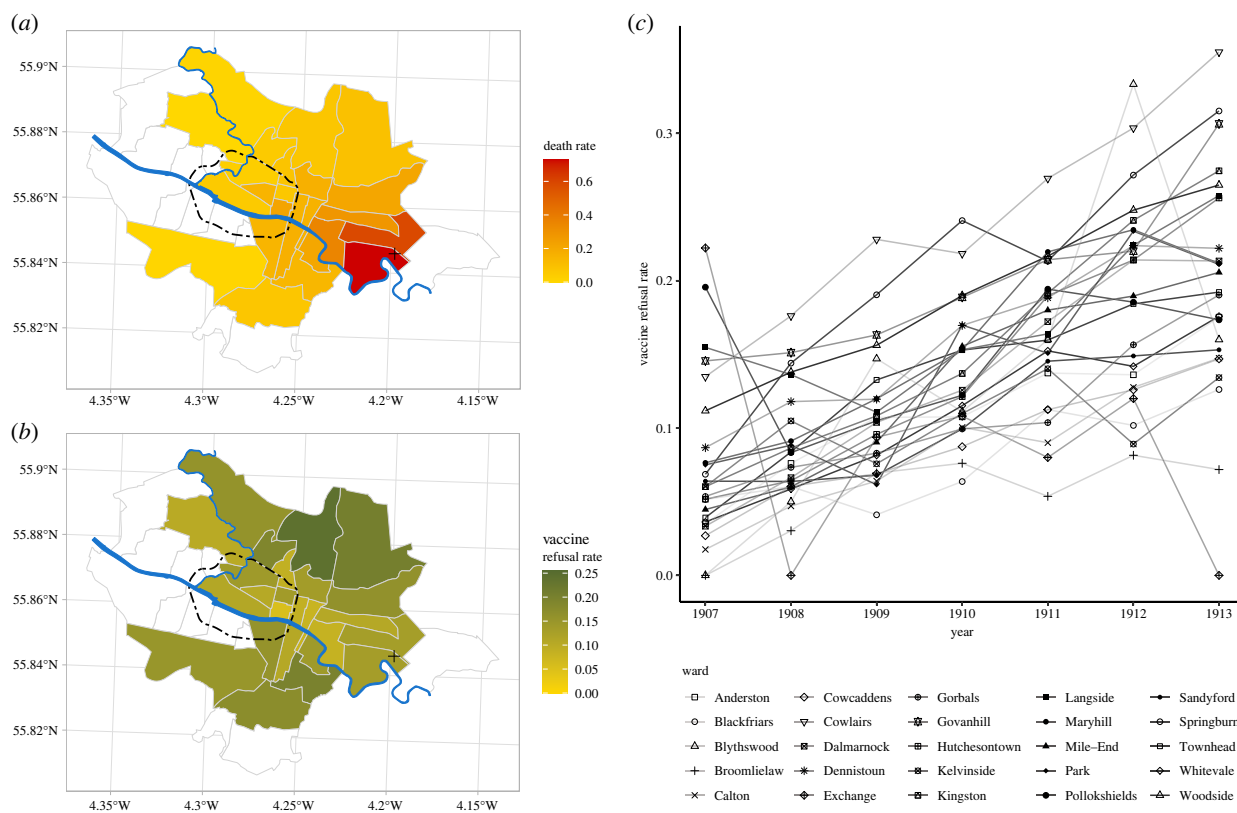 (a)
55.9°N
55.88°N
55.86°N
55.84°N
55.82°N
4.35°W
4.3°W
4.25°W
4.2°W
4.15°W
death rate
0.6
0.4
0.2
0.0
(b)
55.9°N
55.88°N
55.86°N
55.84°N
55.82°N
4.35°W
4.3°W
4.25°W
4.2°W
4.15°W
vaccine
refusal rate
0.25
0.20
0.15
0.10
0.05
0.00
(c)
vaccine refusal rate
0.3
0.2
0.1
0.0
1907 1908 1909 1910 1911 1912 1913
year
ward
Anderston Cowcaddens Gorbals Langside Sandyford
Blackfriars Cowlairs Govanhill Maryhill Springburn
Blythswood Dalmarnock Hutchesontown Mile–End Townhead
Broomlielaw Dennistoun Kelvinside Park Whitevale
Calton Exchange Kingston Pollokshields Woodside